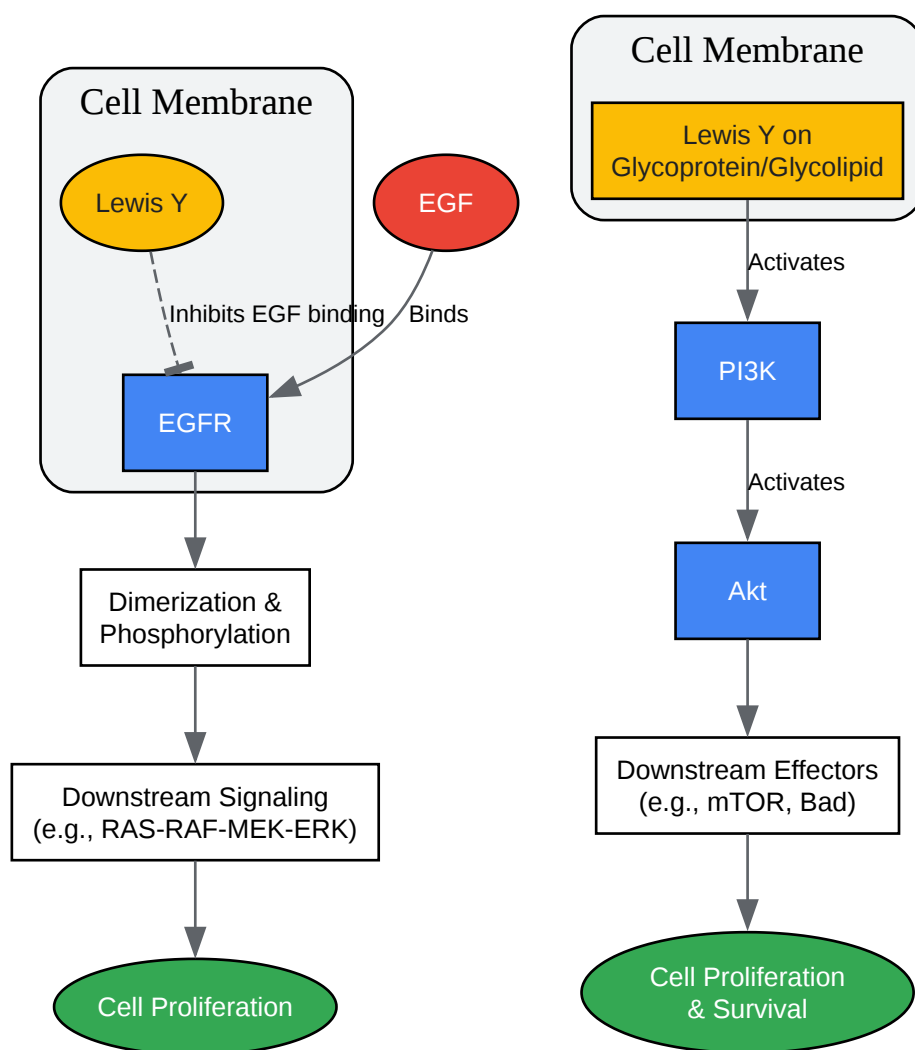 Cell Membrane
Lewis Y
EGF
Inhibits EGF binding
Binds
EGFR
Dimerization &
Phosphorylation
Downstream Signaling
(e.g., RAS-RAF-MEK-ERK)
Cell Proliferation
Cell Membrane
Lewis Y on
Glycoprotein/Glycolipid
Activates
PI3K
Activates
Akt
Downstream Effectors
(e.g., mTOR, Bad)
Cell Proliferation
& Survival